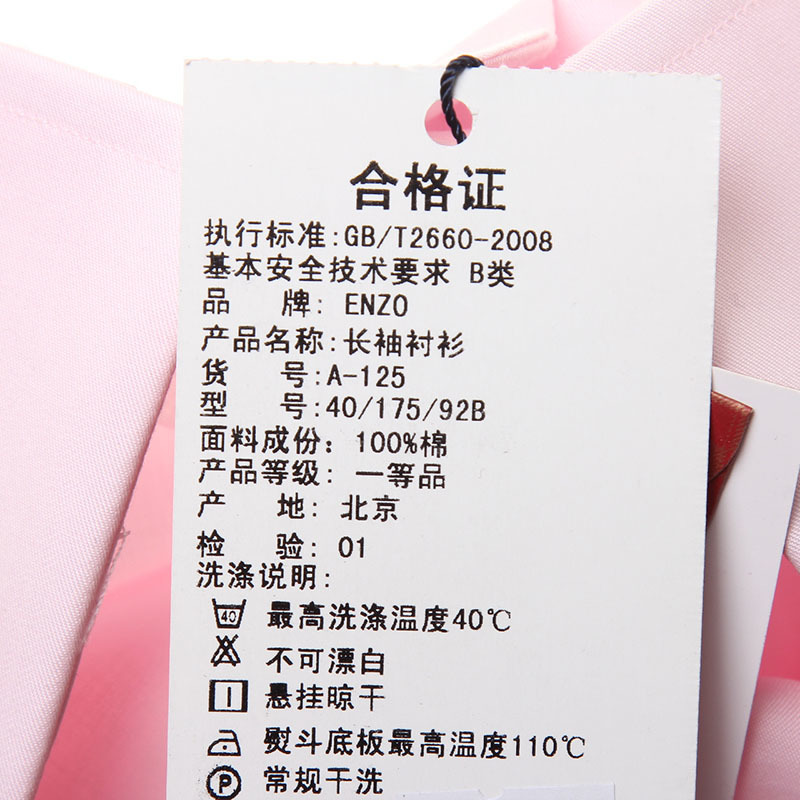 合格证
执行标准:GB/T2660-2008
基本安全技术要求 B类
品 牌: ENZO
产品名称:长袖衬衫
货 号:A-125
型 号:40/175/92B
面料成份: 100%棉
产品等级: 一等品
产 地: 北京
检 验: 01
洗涤说明:
40 最高洗涤温度40℃
不可漂白
悬挂晾干
熨斗底板最高温度110℃
P 常规干洗